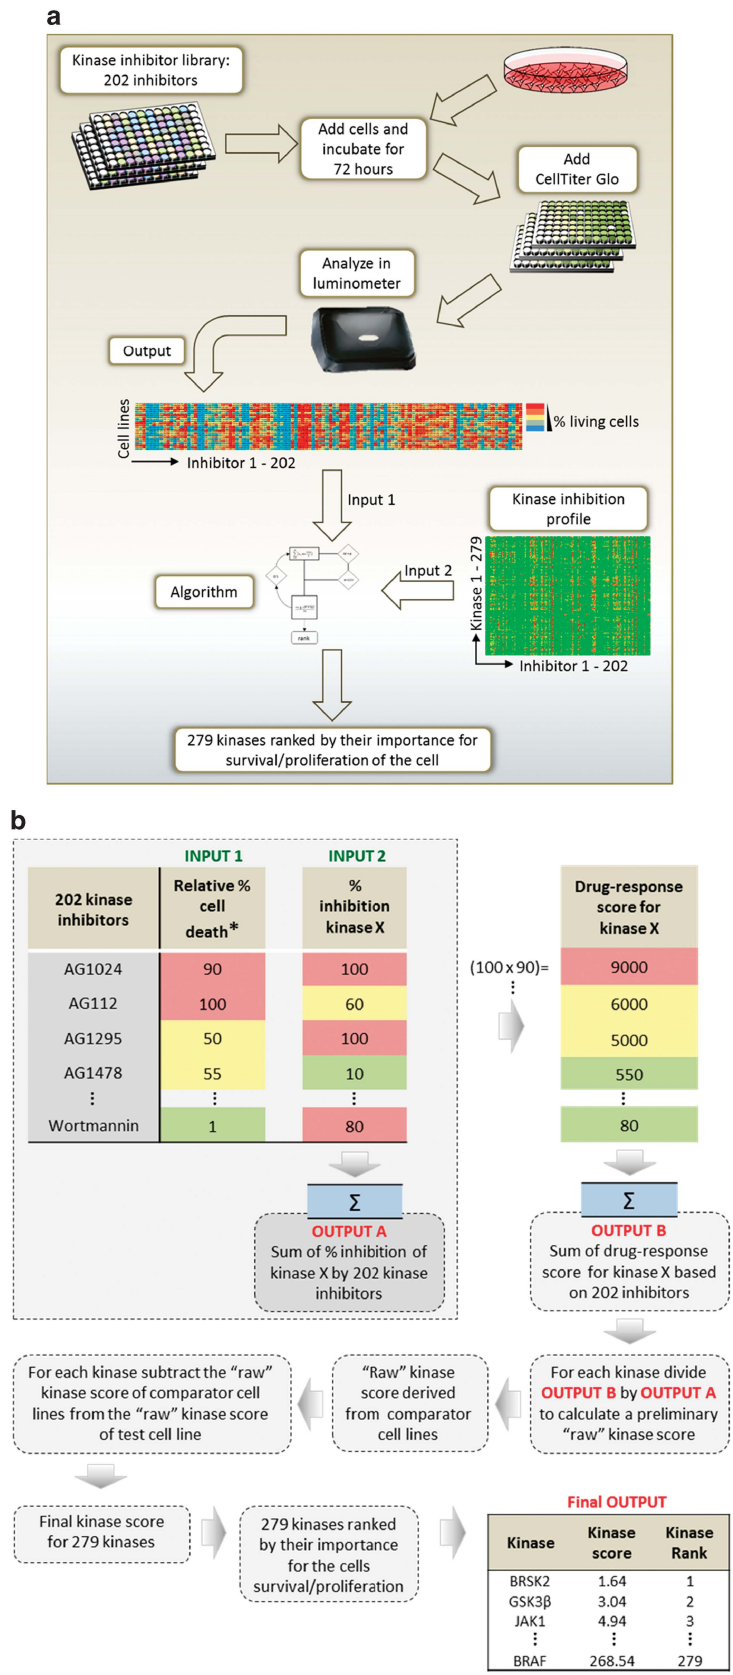 a
Kinase inhibitor library:
202 inhibitors
Add cells and
incubate for
72 hours
Add
CellTiter Glo
Analyze in
luminometer
Output
Cell lines
% living cells
Inhibitor 1 - 202
Input 1
Kinase inhibition
profile
Algorithm
Input 2
Kinase 1 - 279
rank
Inhibitor 1 - 202
279 kinases ranked by their importance for
survival/proliferation of the cell
b
INPUT 1 INPUT 2
202 kinase
inhibitors
Relative %
cell
death*
%
inhibition
kinase X
Drug-response
score for
kinase X
AG1024 90 100 (100 x 90)= 9000
AG112 100 60 6000
AG1295 50 100 5000
AG1478 55 10 550
Wortmannin 1 80 80
Σ
OUTPUT A
Sum of % inhibition of
kinase X by 202 kinase
inhibitors
Σ
OUTPUT B
Sum of drug-response
score for kinase X based
on 202 inhibitors
For each kinase divide
OUTPUT B by OUTPUT A
to calculate a preliminary
“raw” kinase score
“Raw” kinase
score derived
from comparator
cell lines
For each kinase subtract the “raw”
kinase score of comparator cell
lines from the “raw” kinase score
of test cell line
Final kinase score
for 279 kinases
279 kinases ranked
by their importance
for the cells
survival/proliferation
Final OUTPUT
Kinase Kinase score Kinase Rank
BRSK2 1.64 1
GSK3β 3.04 2
JAK1 4.94 3
BRAF 268.54 279